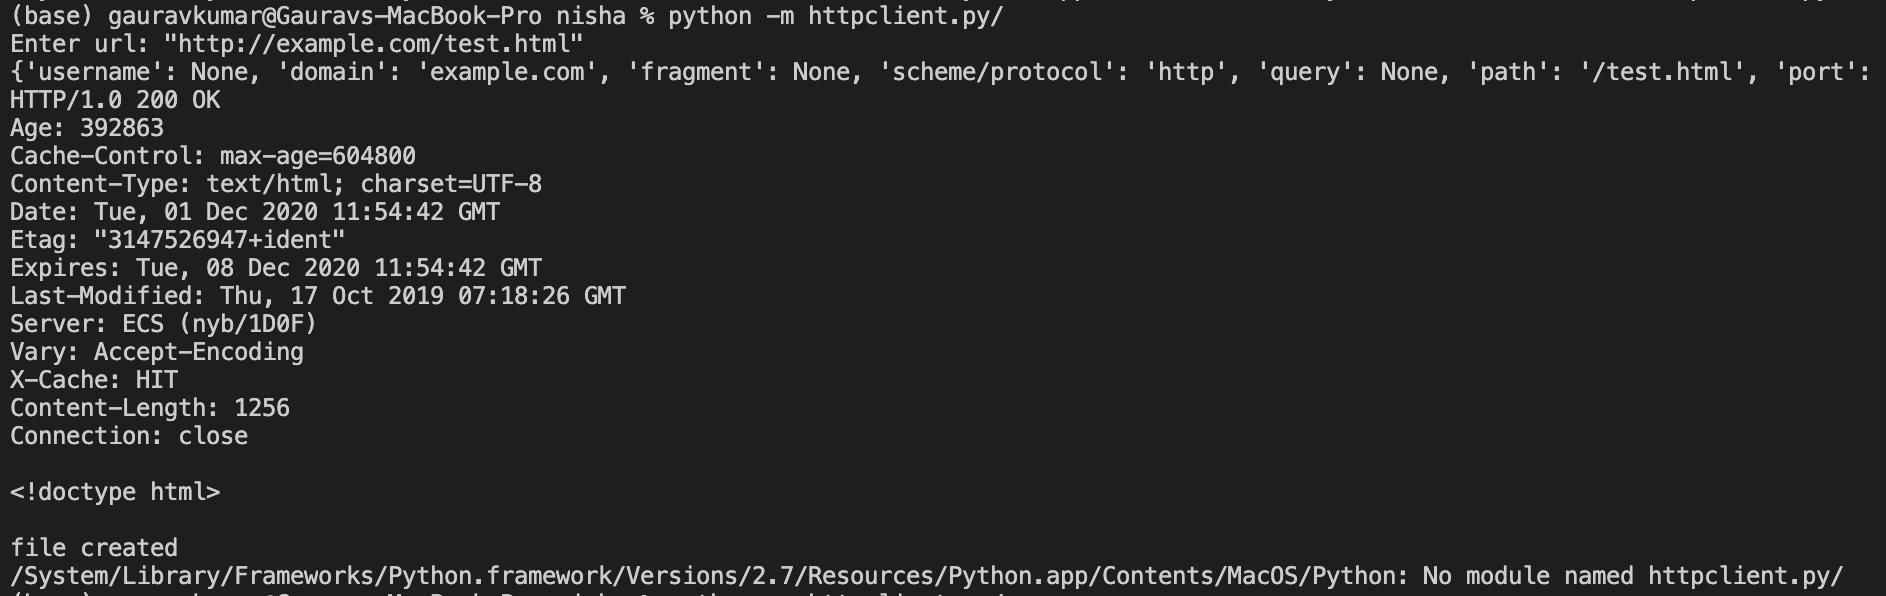 (base) gauravkumar@Gauravs-MacBook-Pro nisha % python -m httpclient.py/
Enter url: "http://example.com/test.html"
{'username': None, 'domain': 'example.com', 'fragment': None, 'scheme/protocol': 'http', 'query': None, 'path': '/test.html', 'port':
HTTP/1.0 200 OK
Age: 392863
Cache-Control: max-age=604800
Content-Type: text/html; charset=UTF-8
Date: Tue, 01 Dec 2020 11:54:42 GMT
Etag: "3147526947+ident"
Expires: Tue, 08 Dec 2020 11:54:42 GMT
Last-Modified: Thu, 17 Oct 2019 07:18:26 GMT
Server: ECS (nyb/1D0F)
Vary: Accept-Encoding
X-Cache: HIT
Content-Length: 1256
Connection: close
<!doctype html>
file created
/System/Library/Frameworks/Python.framework/Versions/2.7/Resources/Python.app/Contents/MacOS/Python: No module named httpclient.py/